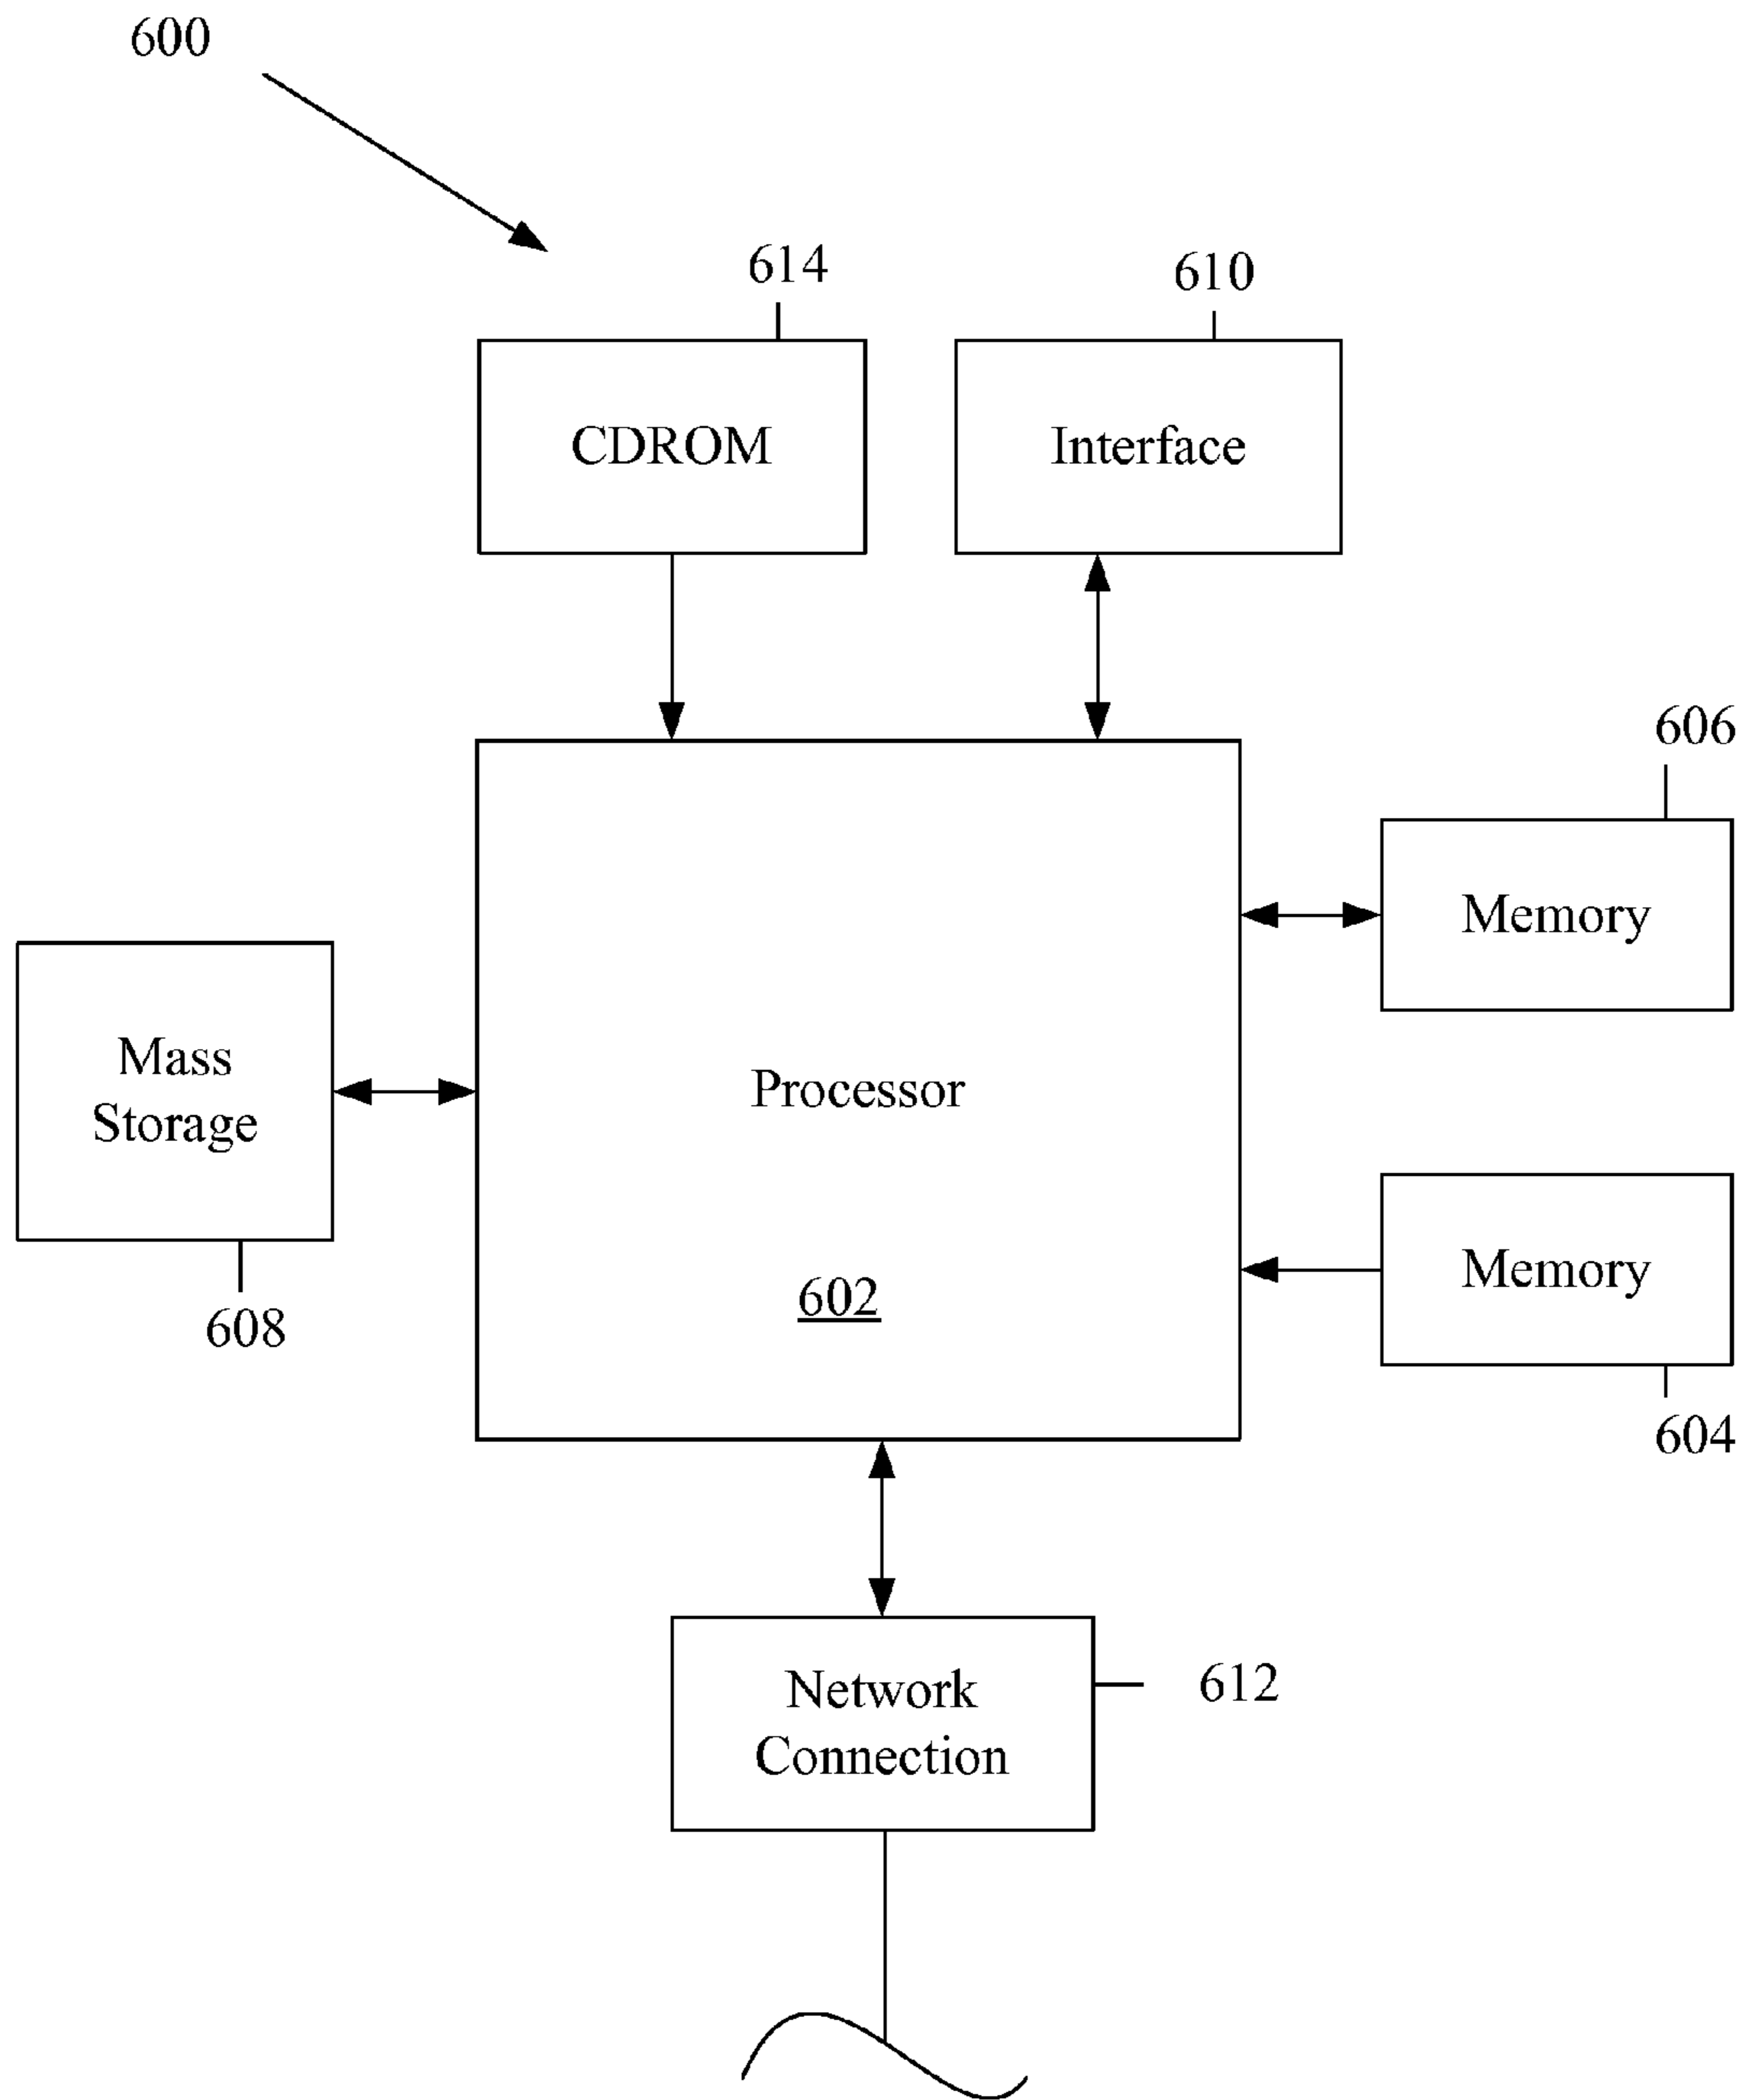 600
614
610
CDROM
Interface
606
Memory
Mass
Storage
Processor
608
602
Memory
604
Network
Connection
612